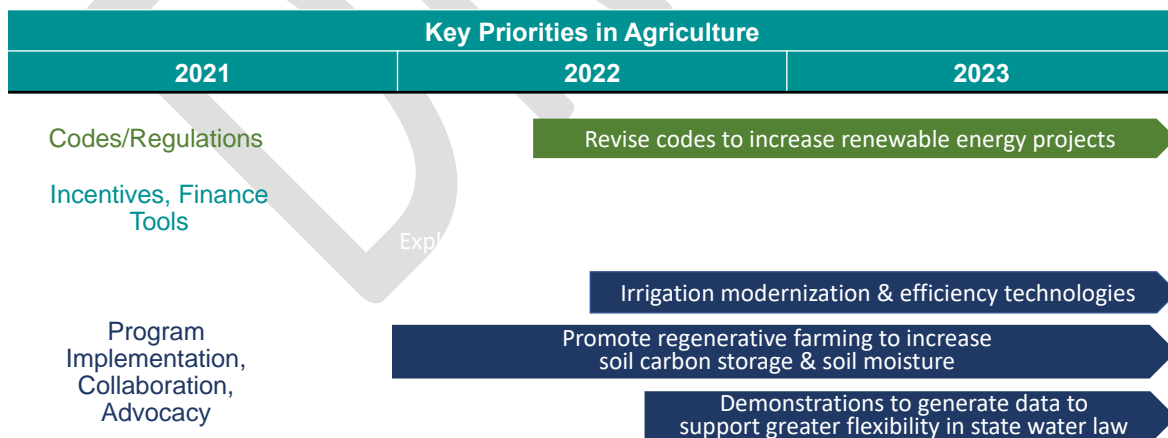 Key Priorities in Agriculture
2021 2022 2023
Codes/Regulations
Revise codes to increase renewable energy projects
Incentives, Finance
Tools
Irrigation modernization & efficiency technologies
Program
Implementation,
Collaboration,
Advocacy
Promote regenerative farming to increase
soil carbon storage & soil moisture
Demonstrations to generate data to
support greater flexibility in state water law